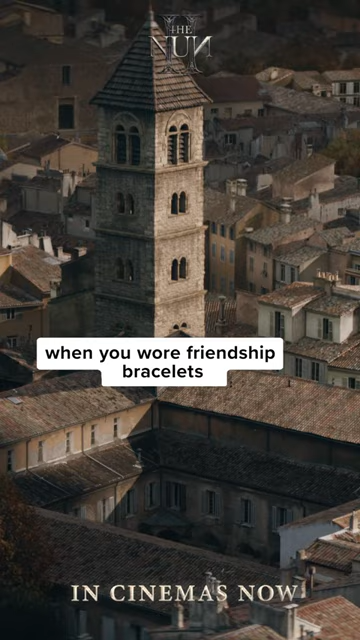 THE
NUN
II
when you wore friendship
bracelets
IN CINEMAS NOW